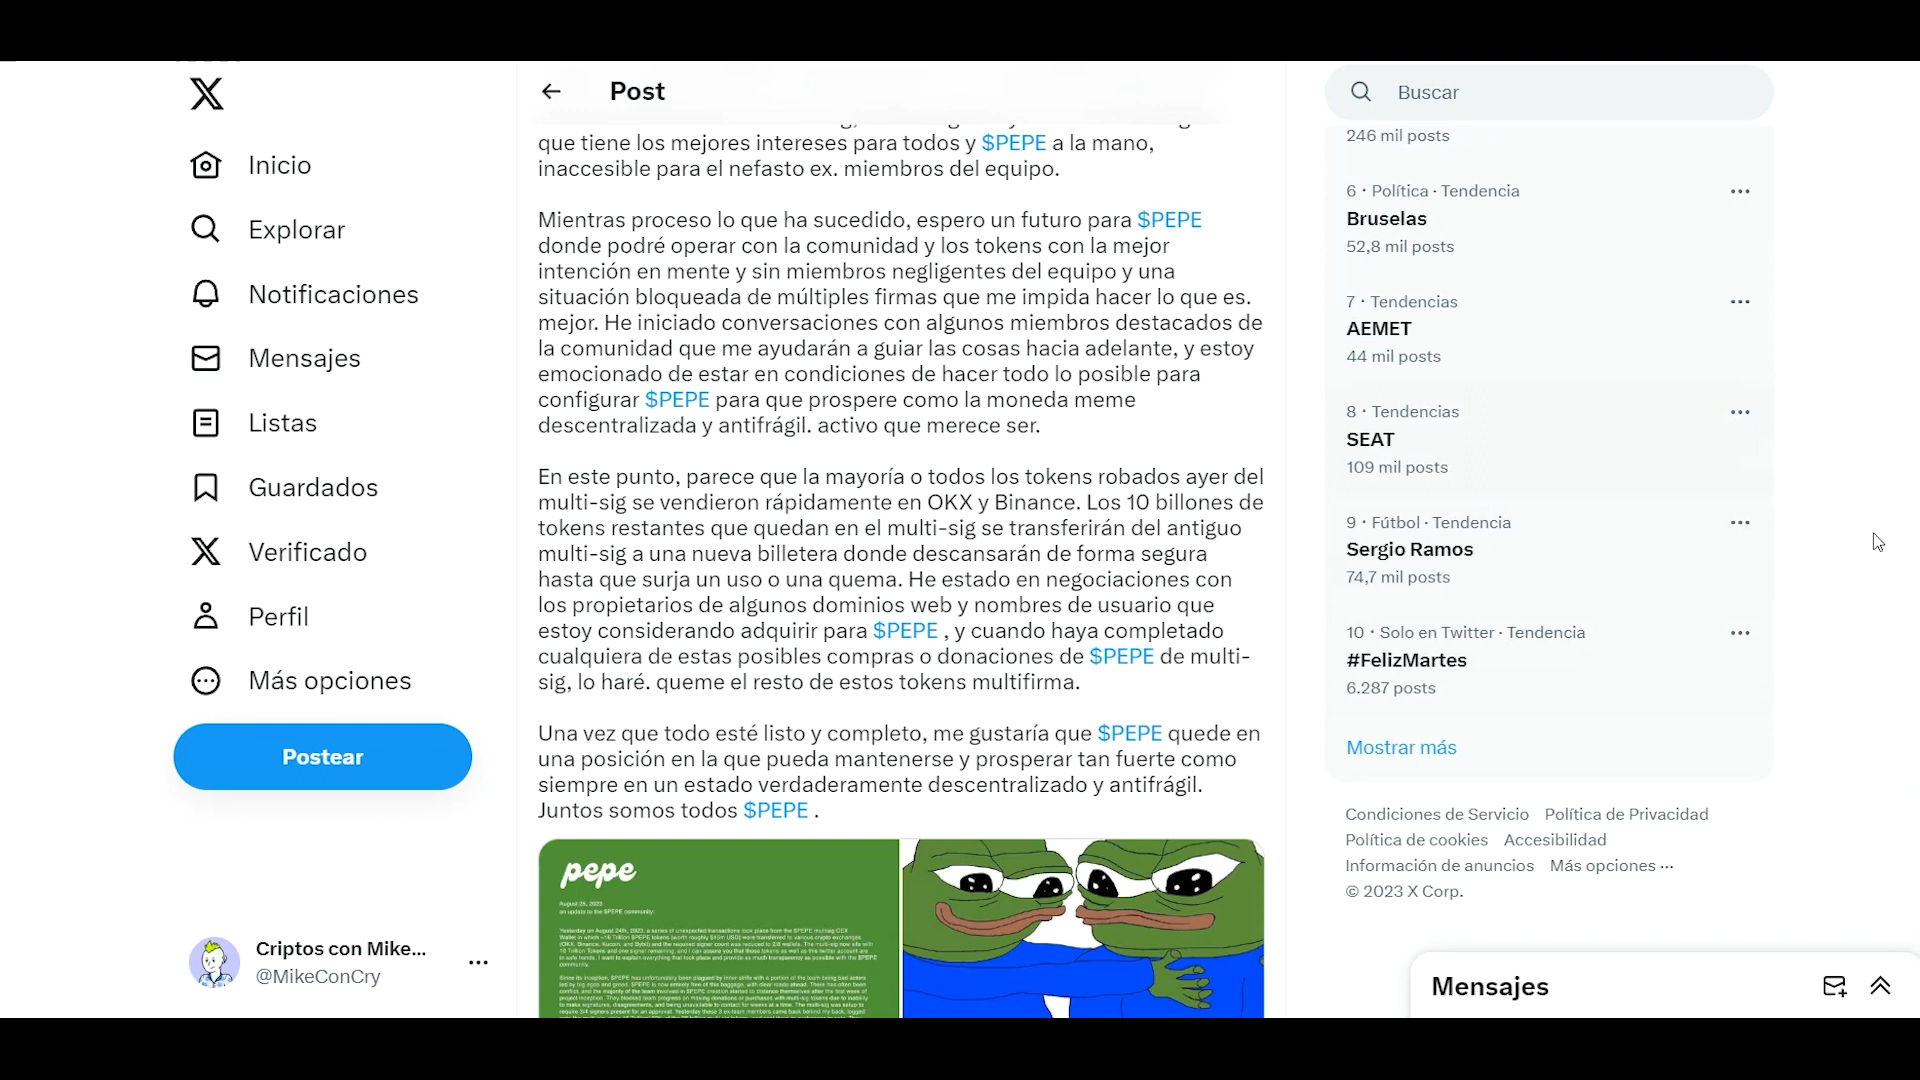 Inicio
Explorar
Notificaciones
Mensajes
Listas
Guardados
Verificado
Perfil
Más opciones
Postear
Criptos con Mike...
@MikeConCry
Post
que tiene los mejores intereses para todos y $PEPE a la mano,
inaccesible para el nefasto ex. miembros del equipo.
Mientras proceso lo que ha sucedido, espero un futuro para $PEPE
donde podré operar con la comunidad y los tokens con la mejor
intención en mente y sin miembros negligentes del equipo y una
situación bloqueada de múltiples firmas que me impida hacer lo que es.
mejor. He iniciado conversaciones con algunos miembros destacados de
la comunidad que me ayudarán a guiar las cosas hacia adelante, y estoy
emocionado de estar en condiciones de hacer todo lo posible para
configurar $PEPE para que prospere como la moneda meme
descentralizada y antifrágil. activo que merece ser.
En este punto, parece que la mayoría o todos los tokens robados ayer del
multi-sig se vendieron rápidamente en OKX y Binance. Los 10 billones de
tokens restantes que quedan en el multi-sig se transferirán del antiguo
multi-sig a una nueva billetera donde descansarán de forma segura
hasta que surja un uso o una quema. He estado en negociaciones con
los propietarios de algunos dominios web y nombres de usuario que
estoy considerando adquirir para $PEPE , y cuando haya completado
cualquiera de estas posibles compras o donaciones de $PEPE de multi-
sig, lo haré. queme el resto de estos tokens multifirma.
Una vez que todo esté listo y completo, me gustaría que $PEPE quede en
una posición en la que pueda mantenerse y prosperar tan fuerte como
siempre en un estado verdaderamente descentralizado y antifrágil.
Juntos somos todos $PEPE .
pepe
August 25, 2023
an update to the $PEPE community:
Buscar
246 mil posts
6 · Política · Tendencia
Bruselas
52,8 mil posts
7 · Tendencias
AEMET
44 mil posts
8 · Tendencias
SEAT
109 mil posts
9 · Fútbol · Tendencia
Sergio Ramos
74,7 mil posts
10 · Solo en Twitter · Tendencia
#FelizMartes
6.287 posts
Mostrar más
Condiciones de Servicio Política de Privacidad
Política de cookies Accesibilidad
Información de anuncios Más opciones ···
© 2023 X Corp.
Mensajes